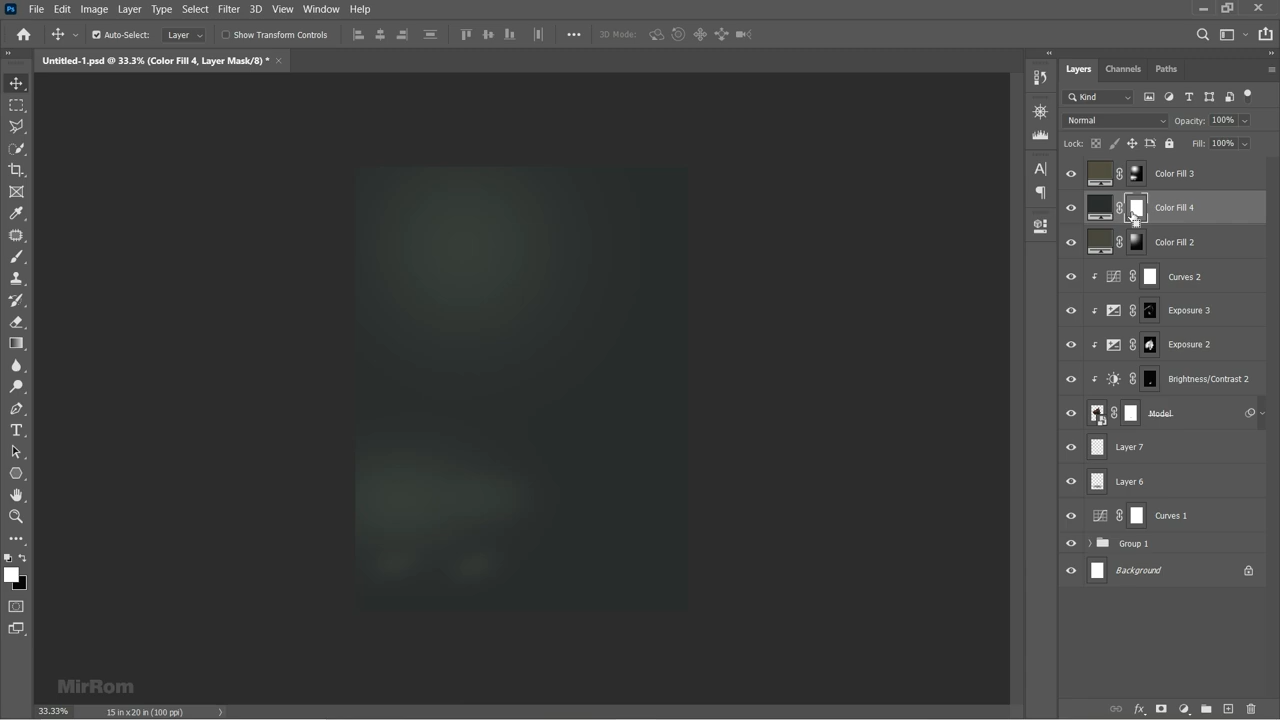 Ps File Edit Image Layer Type Select Filter 3D View Window Help
Auto-Select: Layer Show Transform Controls 3D Mode:
Untitled-1.psd @ 33.3% (Color Fill 4, Layer Mask/8) *
Layers Channels Paths
Kind
Normal Opacity: 100%
Lock: Fill: 100%
Color Fill 3
Color Fill 4
Color Fill 2
Curves 2
Exposure 3
Exposure 2
Brightness/Contrast 2
Model
Layer 7
Layer 6
Curves 1
Group 1
Background
MirRom
33.33% 15 in x 20 in (100 ppi)